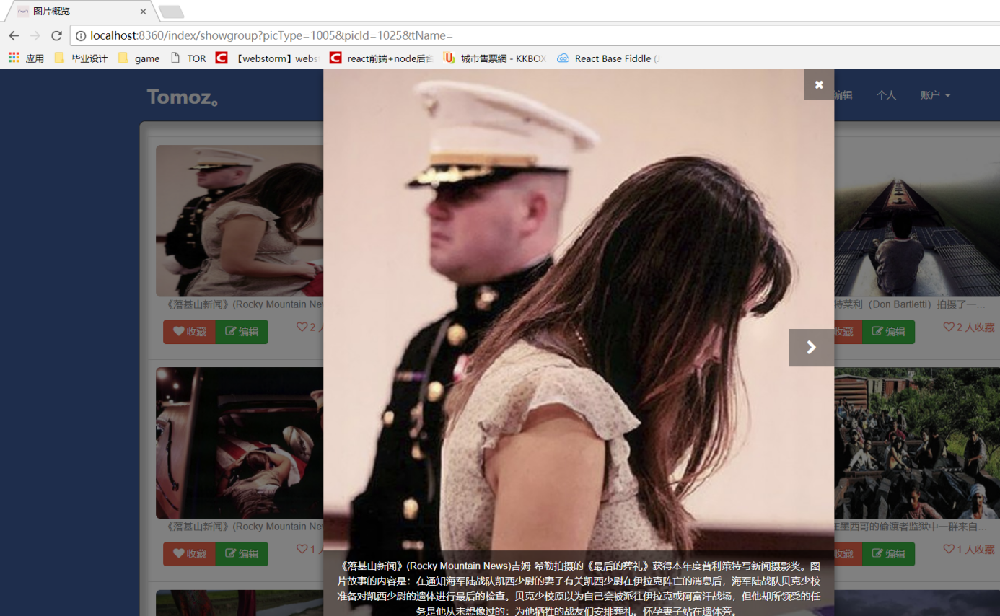 图片概览
localhost:8360/index/showgroup?picType=1005&picId=1025&tName=
应用 毕业设计 game TOR 【webstorm】webs react前端+node后台 城市售票網 - KKBOX React Base Fiddle (J
Tomoz。 编辑 个人 账户
《落基山新闻》(Rocky Mountain New
特莱利（Don Bartletti）拍摄了一...
收藏 编辑 2 人
收藏 编辑 2 人收藏
《落基山新闻》(Rocky Mountain New
在墨西哥的偷渡者监狱中一群来自...
收藏 编辑 1 人
收藏 编辑 1 人收藏
《落基山新闻》(Rocky Mountain News)吉姆·希勒拍摄的《最后的葬礼》获得本年度普利策特写新闻摄影奖。图
片故事的内容是：在通知海军陆战队凯西少尉的妻子有关凯西少尉在伊拉克阵亡的消息后，海军陆战队贝克少校
准备对凯西少尉的遗体进行最后的检查。贝克少校原以为自己会被派往伊拉克或阿富汗战场，但他却所领受的任
务是他从未想像过的：为他牺牲的战友们安排葬礼。怀孕妻子站在遗体旁。